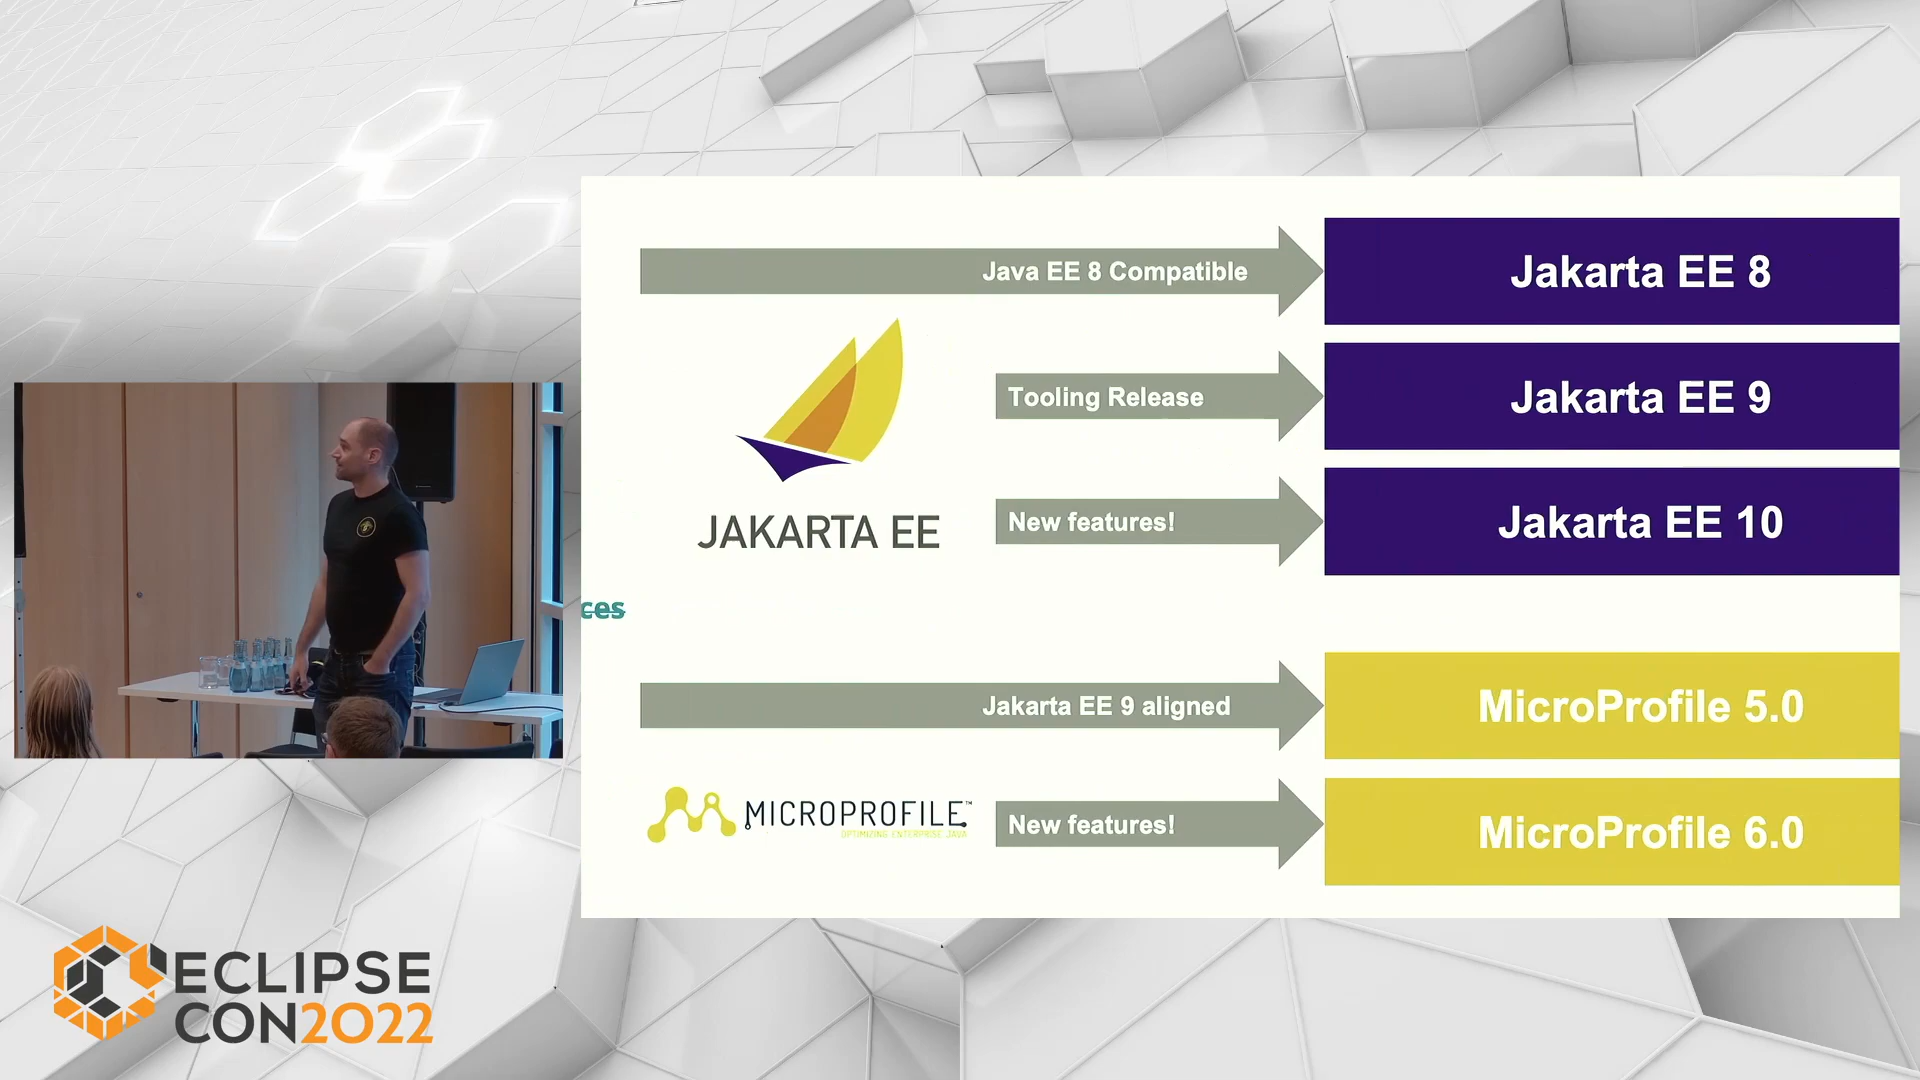 Java EE 8 Compatible
Jakarta EE 8
Tooling Release
Jakarta EE 9
JAKARTA EE
New features!
Jakarta EE 10
ces
Jakarta EE 9 aligned
MicroProfile 5.0
MICROPROFILE™
OPTIMIZING ENTERPRISE JAVA
New features!
MicroProfile 6.0
ECLIPSE
CON2022